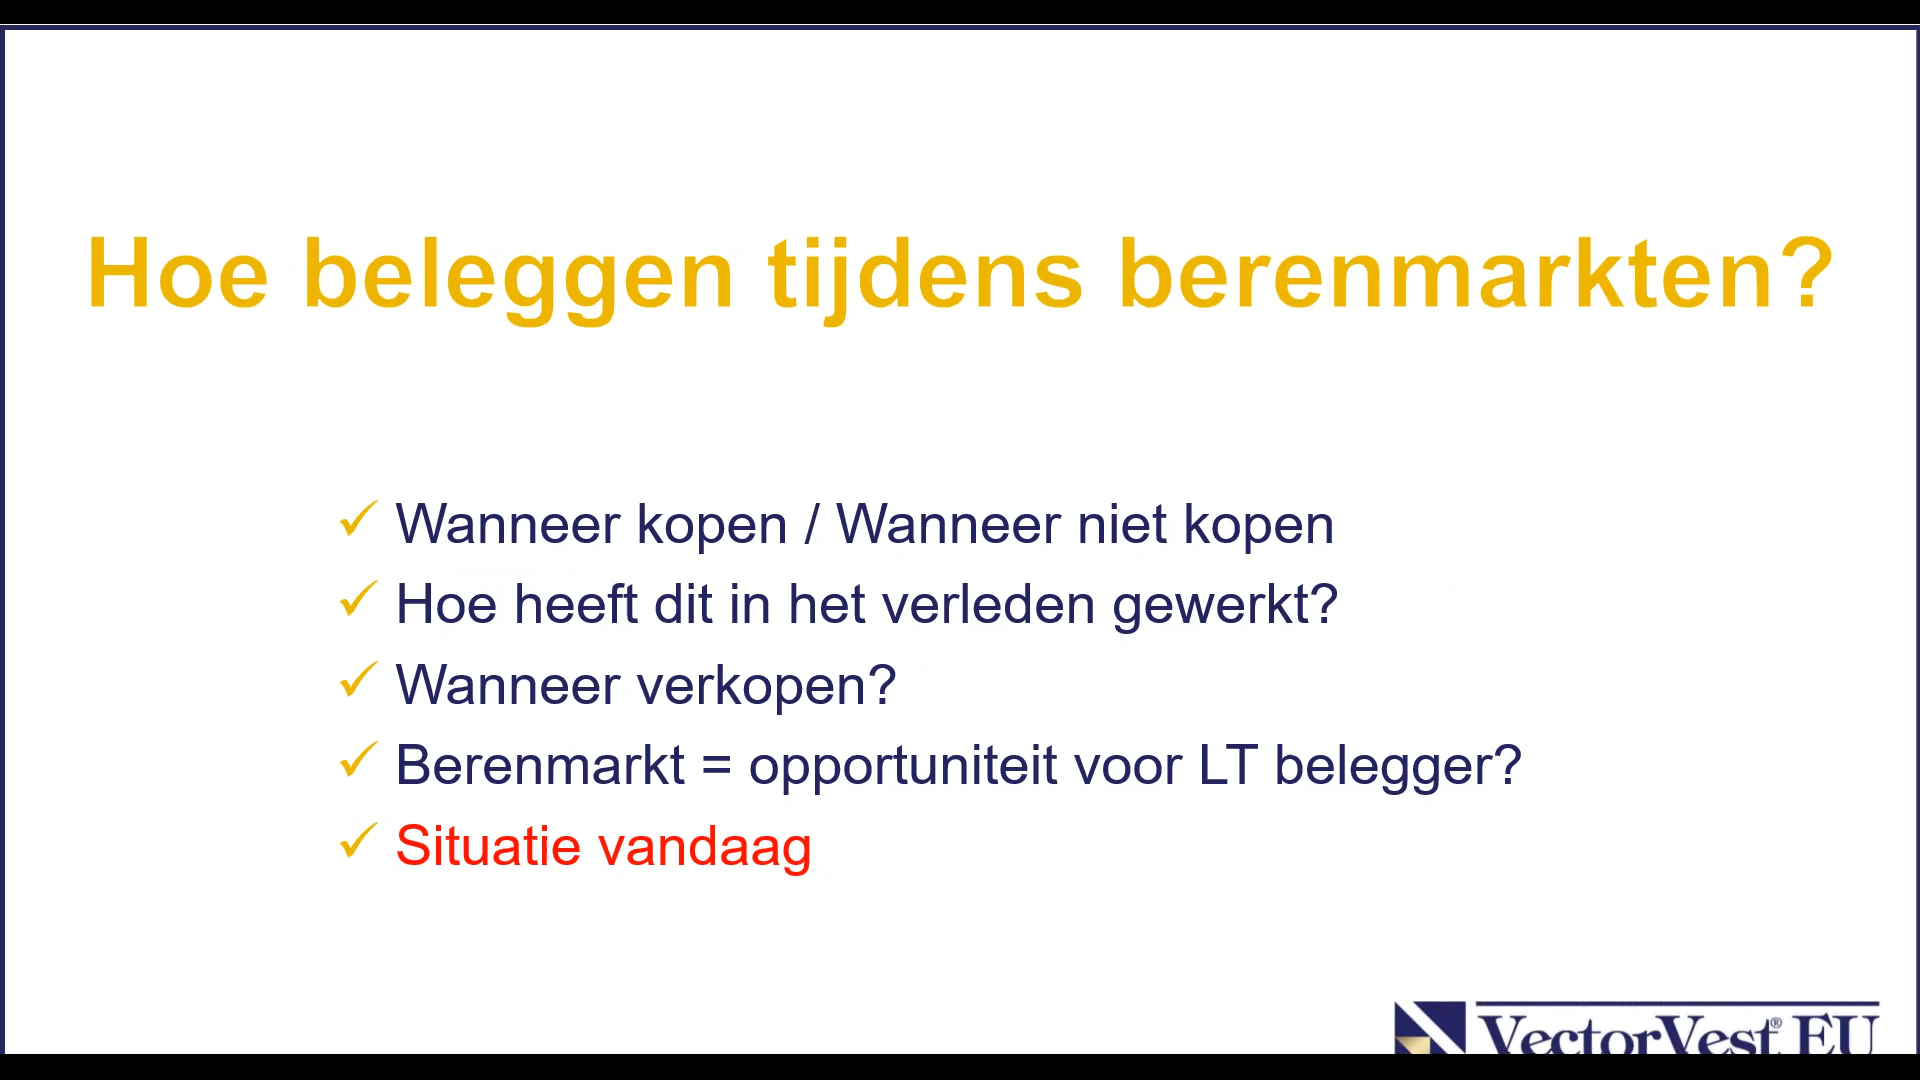 Hoe beleggen tijdens berenmarkten?
✓ Wanneer kopen / Wanneer niet kopen
✓ Hoe heeft dit in het verleden gewerkt?
✓ Wanneer verkopen?
✓ Berenmarkt = opportuniteit voor LT belegger?
✓ Situatie vandaag
VectorVest® EU